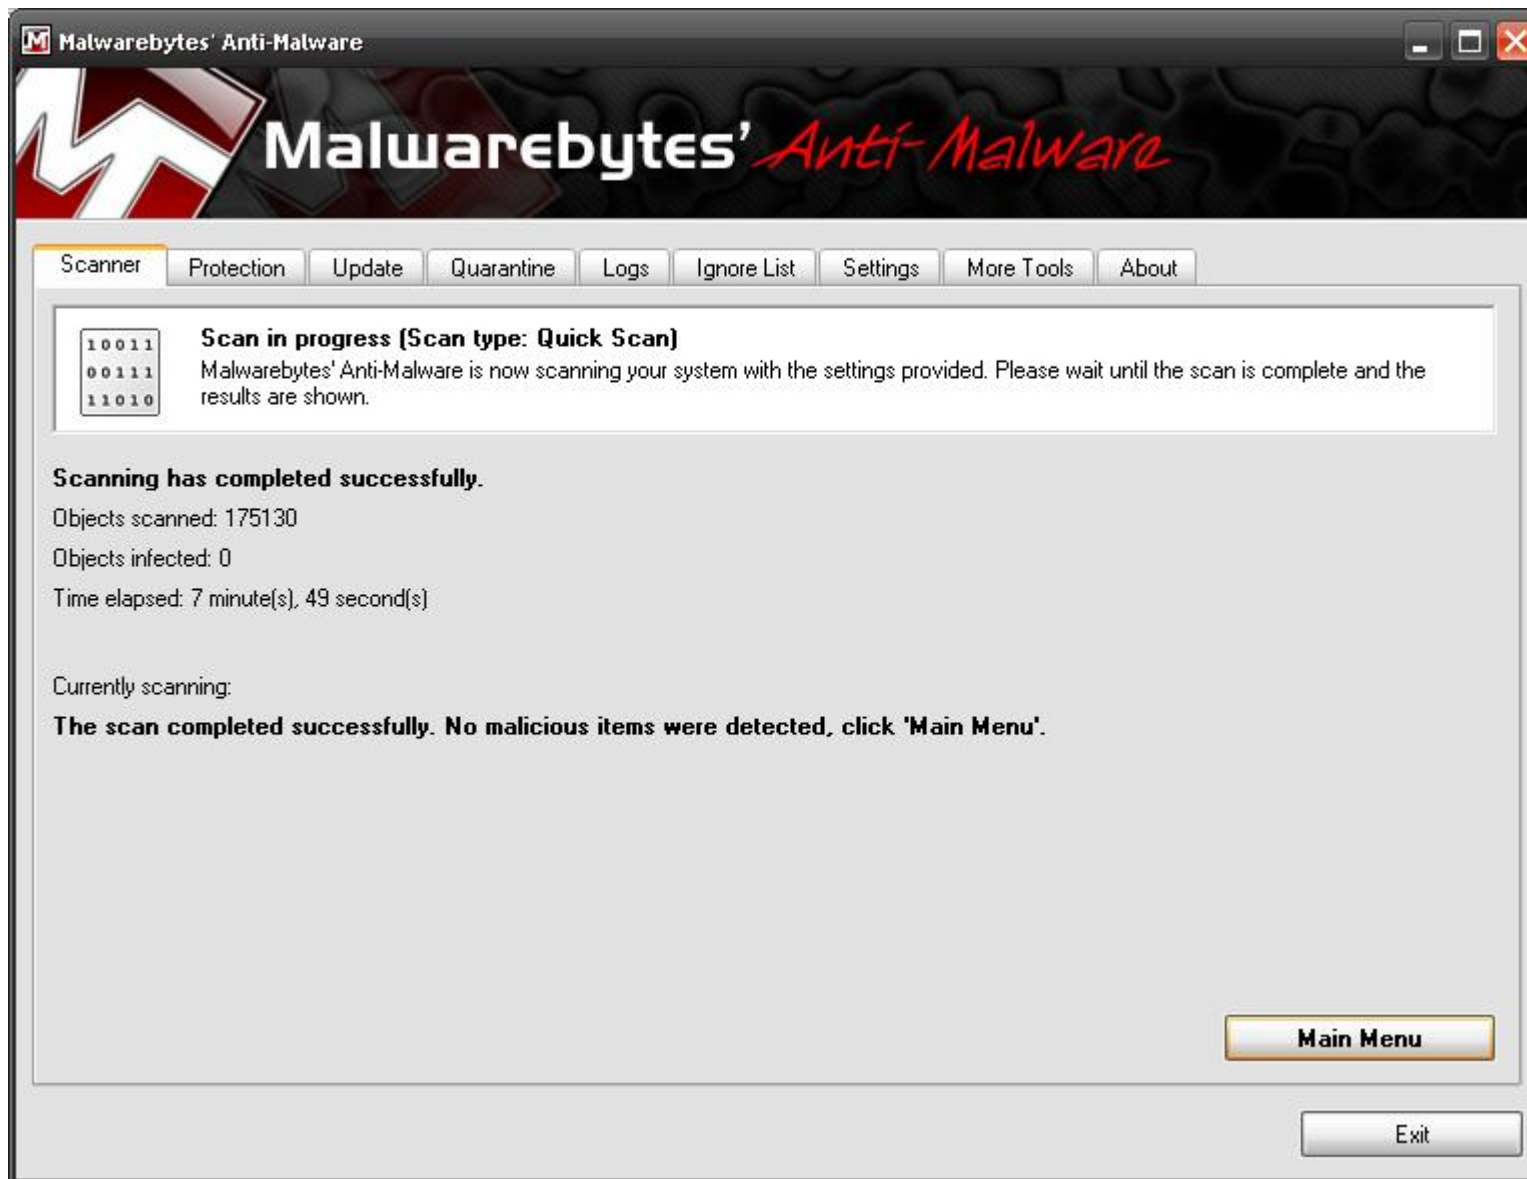 Malwarebytes' Anti-Malware
Malwarebytes' Anti-Malware
Scanner Protection Update Quarantine Logs Ignore List Settings More Tools About
10011
00111
11010
Scan in progress (Scan type: Quick Scan)
Malwarebytes' Anti-Malware is now scanning your system with the settings provided. Please wait until the scan is complete and the
results are shown.
Scanning has completed successfully.
Objects scanned: 175130
Objects infected: 0
Time elapsed: 7 minute(s), 49 second(s)
Currently scanning:
The scan completed successfully. No malicious items were detected, click 'Main Menu'.
Main Menu
Exit